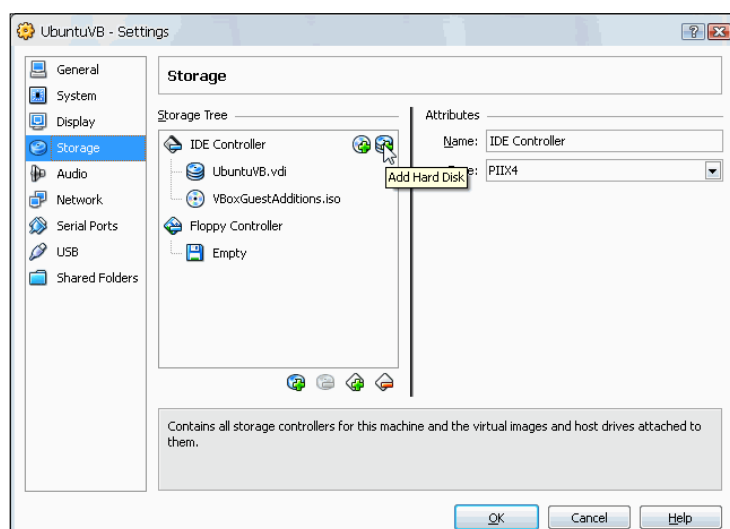 UbuntuVB - Settings
General
System
Display
Storage
Audio
Network
Serial Ports
USB
Shared Folders
Storage
Storage Tree
IDE Controller
UbuntuVB.vdi
VBoxGuestAdditions.iso
Floppy Controller
Empty
Add Hard Disk
Attributes
Name: IDE Controller
e: PIIX4
Contains all storage controllers for this machine and the virtual images and host drives attached to
them.
OK Cancel Help